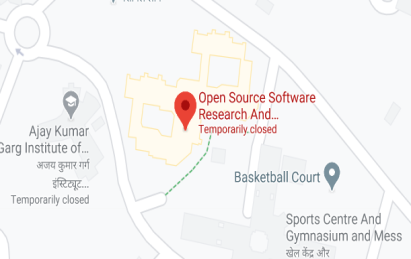 Open Source Software
Research And...
Temporarily closed
Ajay Kumar
Garg Institute of...
अजय कुमार गर्ग
इंस्टिट्यूट...
Temporarily closed
Basketball Court
Sports Centre And
Gymnasium and Mess
खेल केंद्र और